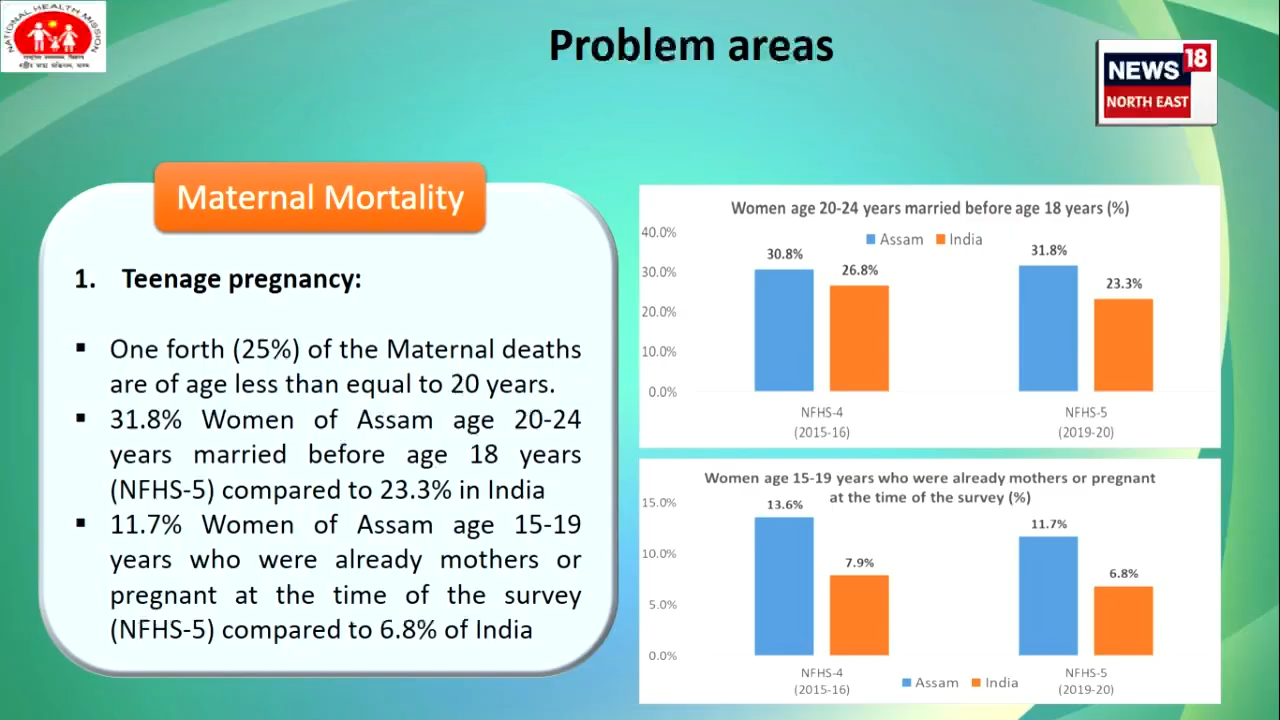 NATIONAL HEALTH MISSION
Problem areas
NEWS 18
NORTH EAST
Maternal Mortality
1. Teenage pregnancy:
▪ One forth (25%) of the Maternal deaths
are of age less than equal to 20 years.
▪ 31.8% Women of Assam age 20-24
years married before age 18 years
(NFHS-5) compared to 23.3% in India
▪ 11.7% Women of Assam age 15-19
years who were already mothers or
pregnant at the time of the survey
(NFHS-5) compared to 6.8% of India
Women age 20-24 years married before age 18 years (%)
Assam India
40.0%
30.0%
20.0%
10.0%
0.0%
30.8% 26.8% 31.8% 23.3%
NFHS-4 NFHS-5
(2015-16) (2019-20)
Women age 15-19 years who were already mothers or pregnant
at the time of the survey (%)
15.0%
10.0%
5.0%
0.0%
13.6% 7.9% 11.7% 6.8%
NFHS-4 NFHS-5
(2015-16) (2019-20)
Assam India